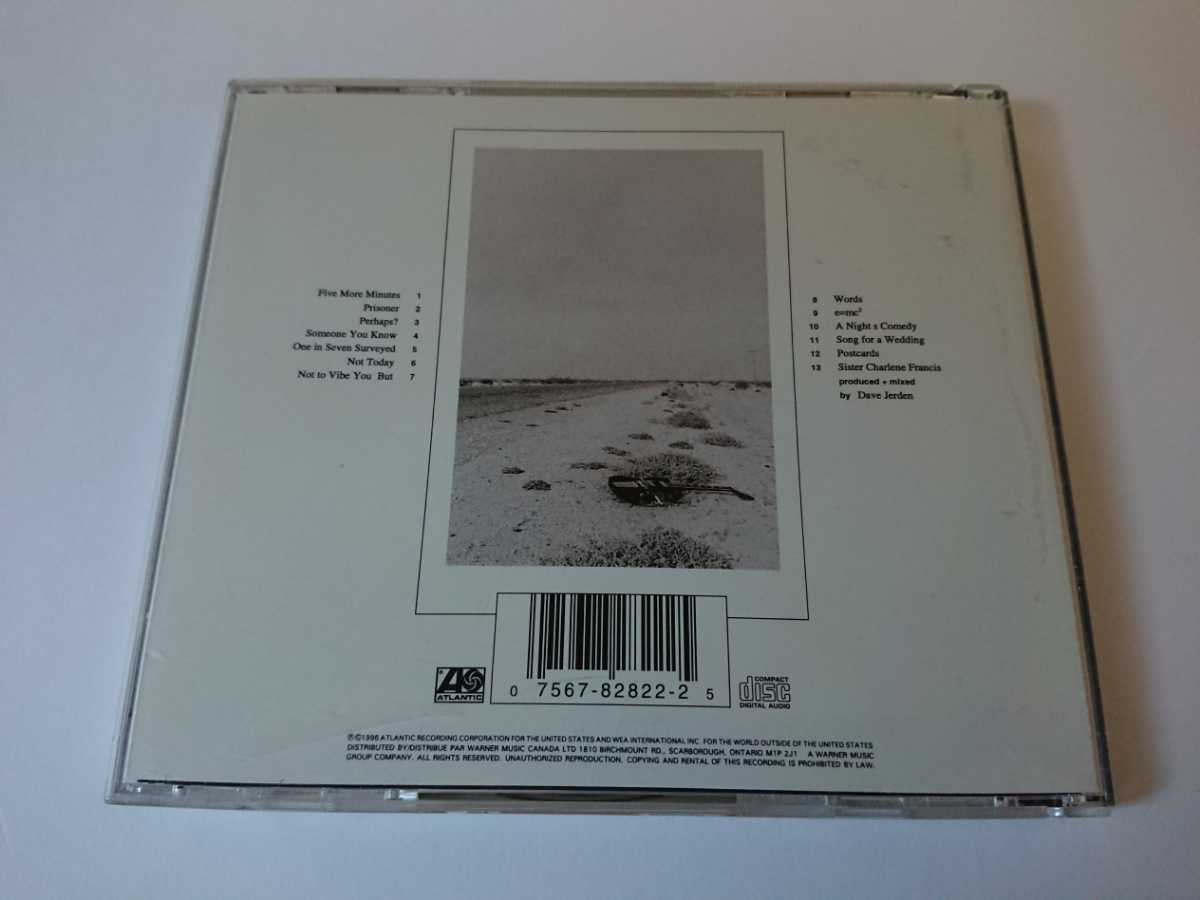 Five More Minutes 1
Prisoner 2
Perhaps? 3
Someone You Know 4
One in Seven Surveyed 5
Not Today 6
Not to Vibe You But 7
8 Words
9 e=mc²
10 A Night s Comedy
11 Song for a Wedding
12 Postcards
13 Sister Charlene Francis
produced + mixed
by Dave Jerden
ATLANTIC
0 7567-82822-2 5
COMPACT
disc
DIGITAL AUDIO
℗©1996 ATLANTIC RECORDING CORPORATION FOR THE UNITED STATES AND WEA INTERNATIONAL INC. FOR THE WORLD OUTSIDE OF THE UNITED STATES
DISTRIBUTED BY/DISTRIBUE PAR WARNER MUSIC CANADA LTD 1810 BIRCHMOUNT RD., SCARBOROUGH, ONTARIO M1P 2J1 A WARNER MUSIC
GROUP COMPANY. ALL RIGHTS RESERVED. UNAUTHORIZED REPRODUCTION, COPYING AND RENTAL OF THIS RECORDING IS PROHIBITED BY LAW.